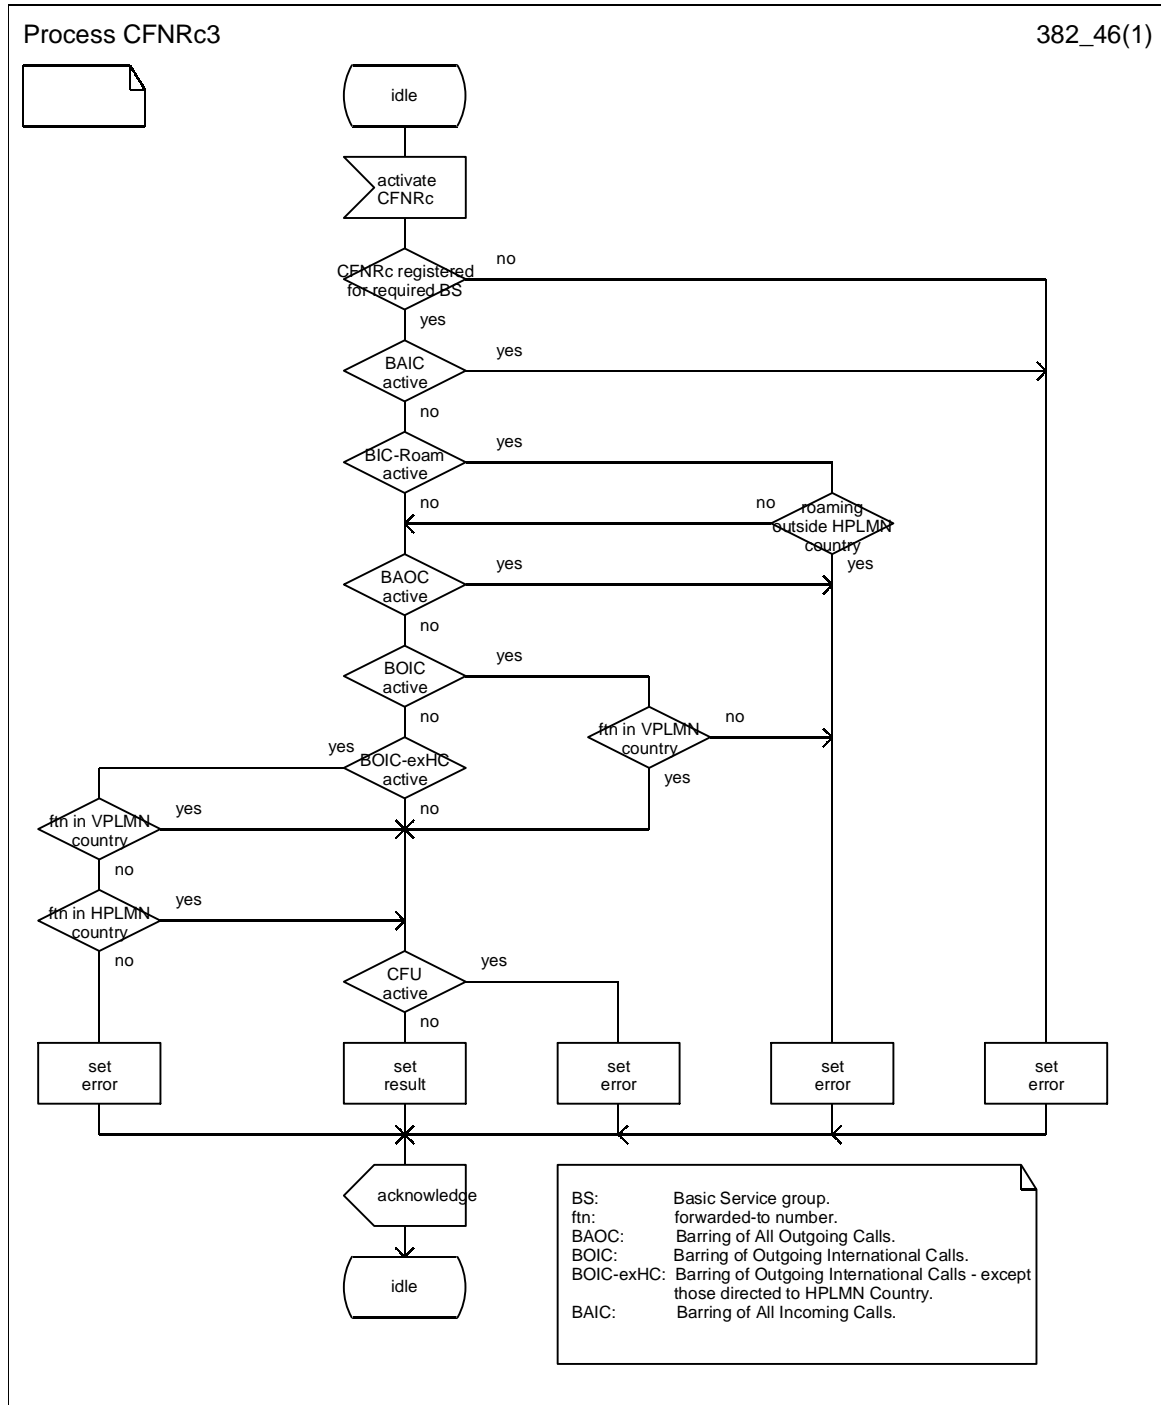 Process CFNRc3
382_46(1)
idle
activate
CFNRc
CFNRc registered
for required BS
no
yes
BAIC
active
yes
no
BIC-Roam
active
yes
no
no
roaming
outside HPLMN
country
yes
BAOC
active
yes
no
BOIC
active
yes
no
ftn in VPLMN
country
no
yes
yes
BOIC-exHC
active
no
ftn in VPLMN
country
yes
no
ftn in HPLMN
country
yes
no
CFU
active
yes
no
set
error
set
result
set
error
set
error
set
error
acknowledge
idle
BS: Basic Service group.
ftn: forwarded-to number.
BAOC: Barring of All Outgoing Calls.
BOIC: Barring of Outgoing International Calls.
BOIC-exHC: Barring of Outgoing International Calls - except
those directed to HPLMN Country.
BAIC: Barring of All Incoming Calls.